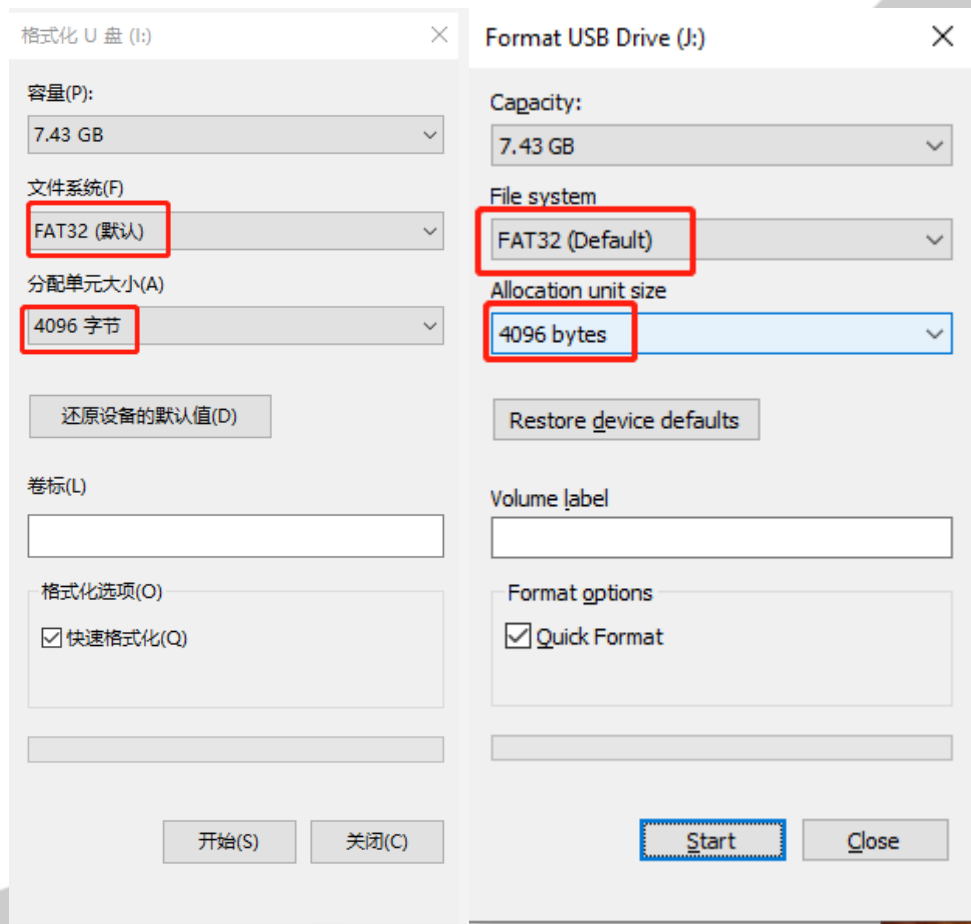 格式化 U 盘 (I:)
容量(P):
7.43 GB
文件系统(F)
FAT32 (默认)
分配单元大小(A)
4096 字节
还原设备的默认值(D)
卷标(L)
格式化选项(O)
快速格式化(Q)
开始(S)
关闭(C)
Format USB Drive (J:)
Capacity:
7.43 GB
File system
FAT32 (Default)
Allocation unit size
4096 bytes
Restore device defaults
Volume label
Format options
Quick Format
Start
Close